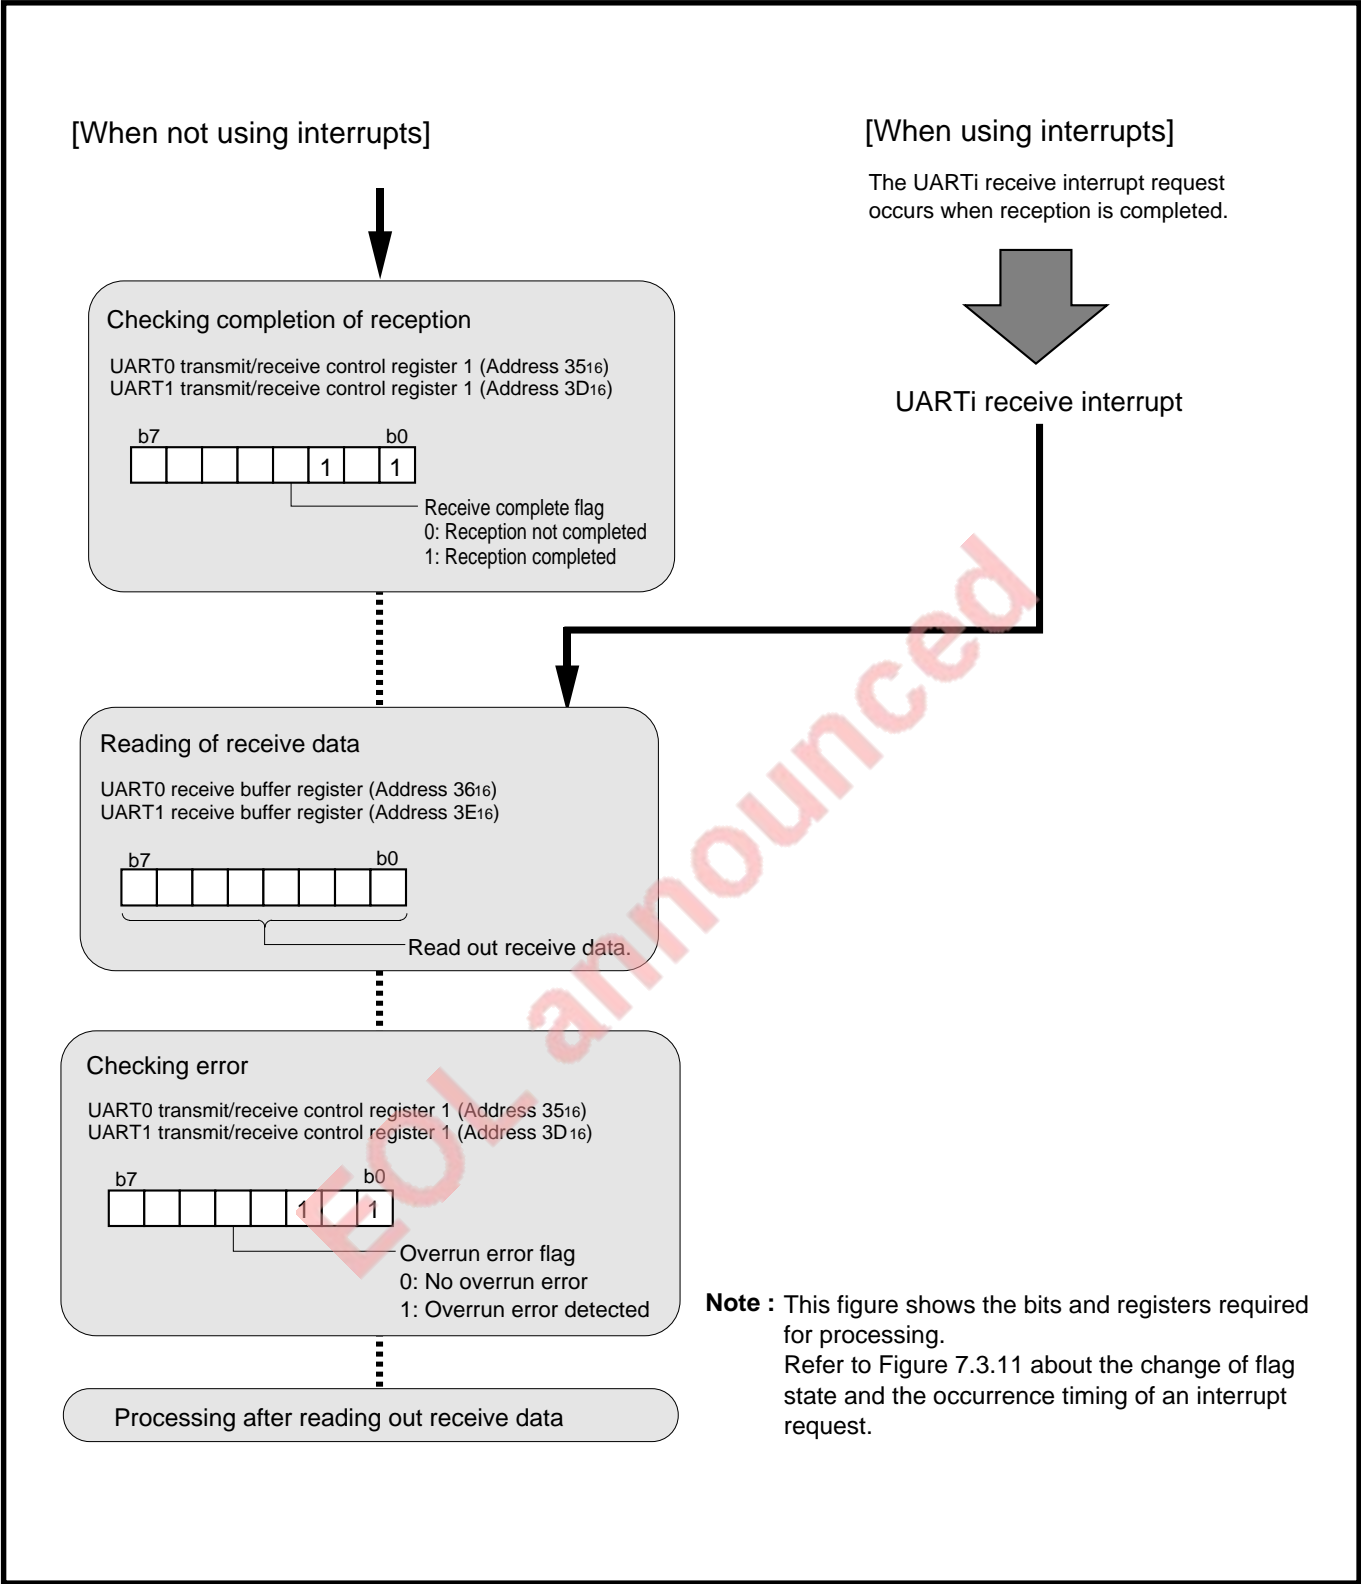 [When not using interrupts]
[When using interrupts]
The UARTi receive interrupt request
occurs when reception is completed.
UARTi receive interrupt
Checking completion of reception
UART0 transmit/receive control register 1 (Address 3516)
UART1 transmit/receive control register 1 (Address 3D16)
b7 b0
1 1
Receive complete flag
0: Reception not completed
1: Reception completed
Reading of receive data
UART0 receive buffer register (Address 3616)
UART1 receive buffer register (Address 3E16)
b7 b0
Read out receive data.
Checking error
UART0 transmit/receive control register 1 (Address 3516)
UART1 transmit/receive control register 1 (Address 3D16)
b7 b0
1 1
Overrun error flag
0: No overrun error
1: Overrun error detected
Processing after reading out receive data
Note : This figure shows the bits and registers required
for processing.
Refer to Figure 7.3.11 about the change of flag
state and the occurrence timing of an interrupt
request.
EOL announced